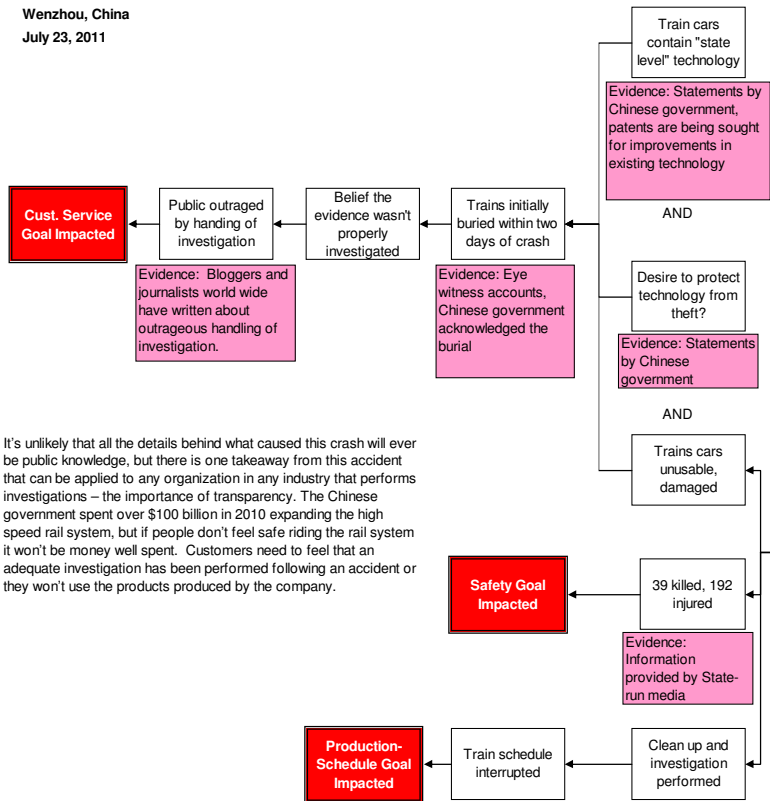 Wenzhou, China
July 23, 2011
Train cars
contain "state
level" technology
Evidence: Statements by
Chinese government,
patents are being sought
for improvements in
existing technology
AND
Cust. Service
Goal Impacted
Public outraged
by handing of
investigation
Evidence:  Bloggers and
journalists world wide
have written about
outrageous handling of
investigation.
Belief the
evidence wasn't
properly
investigated
Trains initially
buried within two
days of crash
Evidence: Eye
witness accounts,
Chinese government
acknowledged the
burial
Desire to protect
technology from
theft?
Evidence: Statements
by Chinese
government
AND
Trains cars
unusable,
damaged
It's unlikely that all the details behind what caused this crash will ever
be public knowledge, but there is one takeaway from this accident
that can be applied to any organization in any industry that performs
investigations – the importance of transparency. The Chinese
government spent over $100 billion in 2010 expanding the high
speed rail system, but if people don't feel safe riding the rail system
it won't be money well spent.  Customers need to feel that an
adequate investigation has been performed following an accident or
they won't use the products produced by the company.
Safety Goal
Impacted
39 killed, 192
injured
Evidence:
Information
provided by State-
run media
Production-
Schedule Goal
Impacted
Train schedule
interrupted
Clean up and
investigation
performed